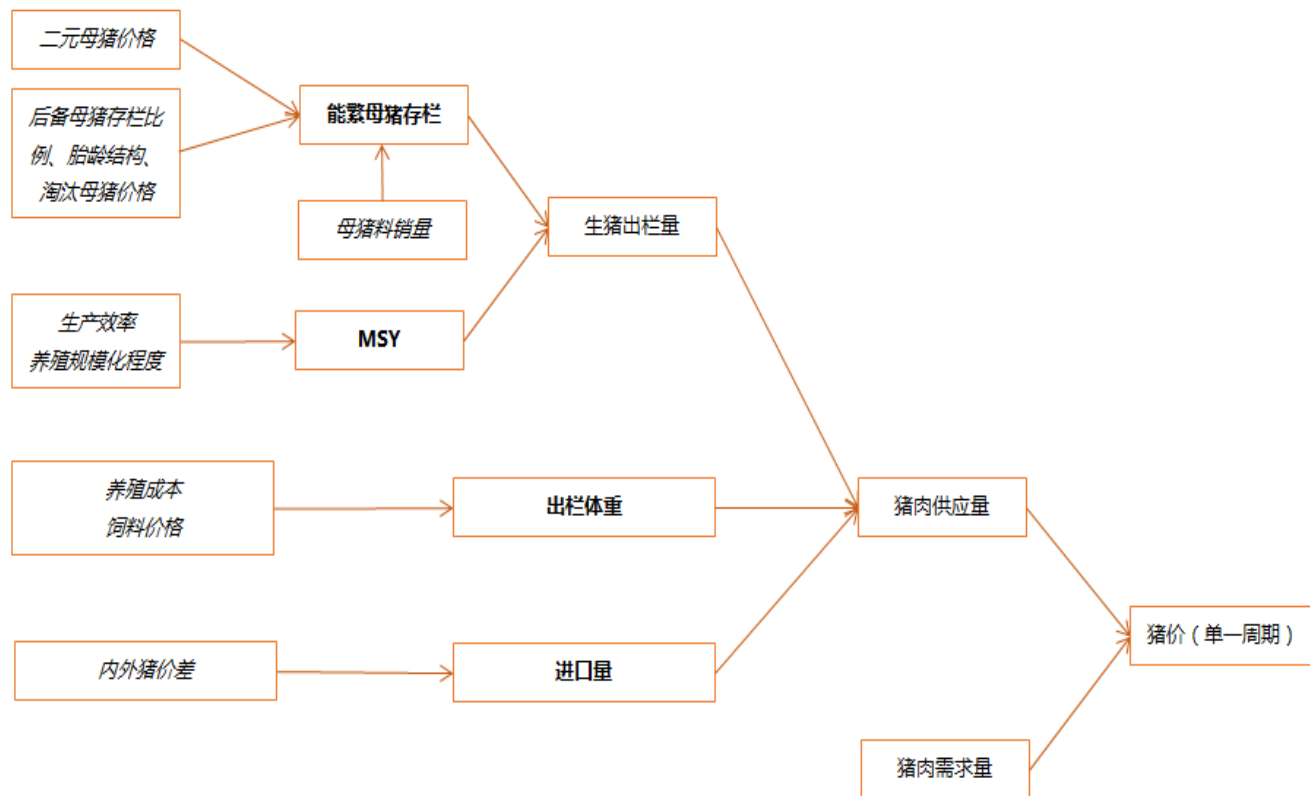 二元母猪价格
后备母猪存栏比
例、胎龄结构、
淘汰母猪价格
能繁母猪存栏
母猪料销量
生猪出栏量
生产效率
养殖规模化程度
MSY
养殖成本
饲料价格
出栏体重
猪肉供应量
内外猪价差
进口量
猪价（单一周期）
猪肉需求量